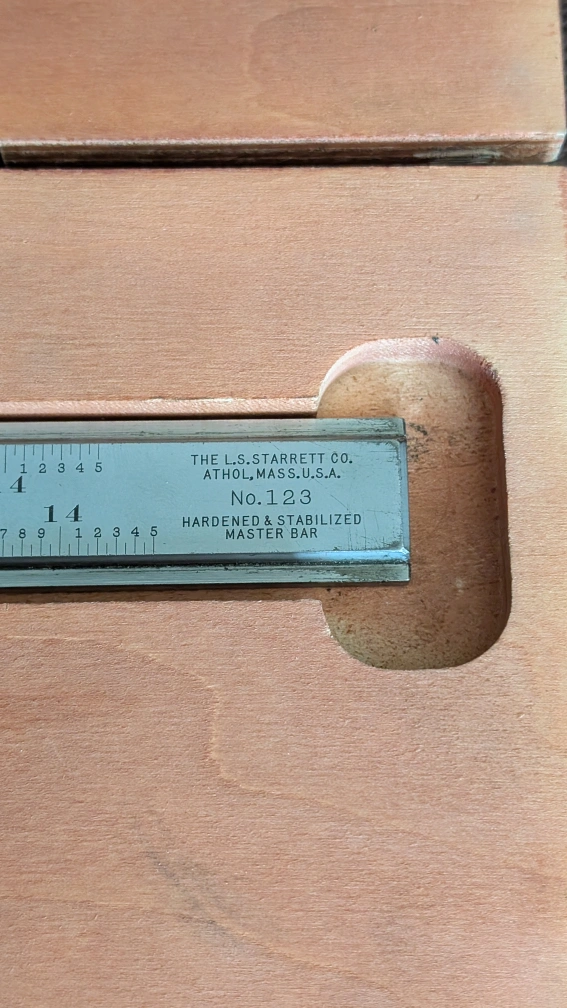 1 2 3 4 5
4
14
7 8 9 1 2 3 4 5
THE L.S.STARRETT CO.
ATHOL, MASS.U.S.A.
No.123
HARDENED & STABILIZED
MASTER BAR